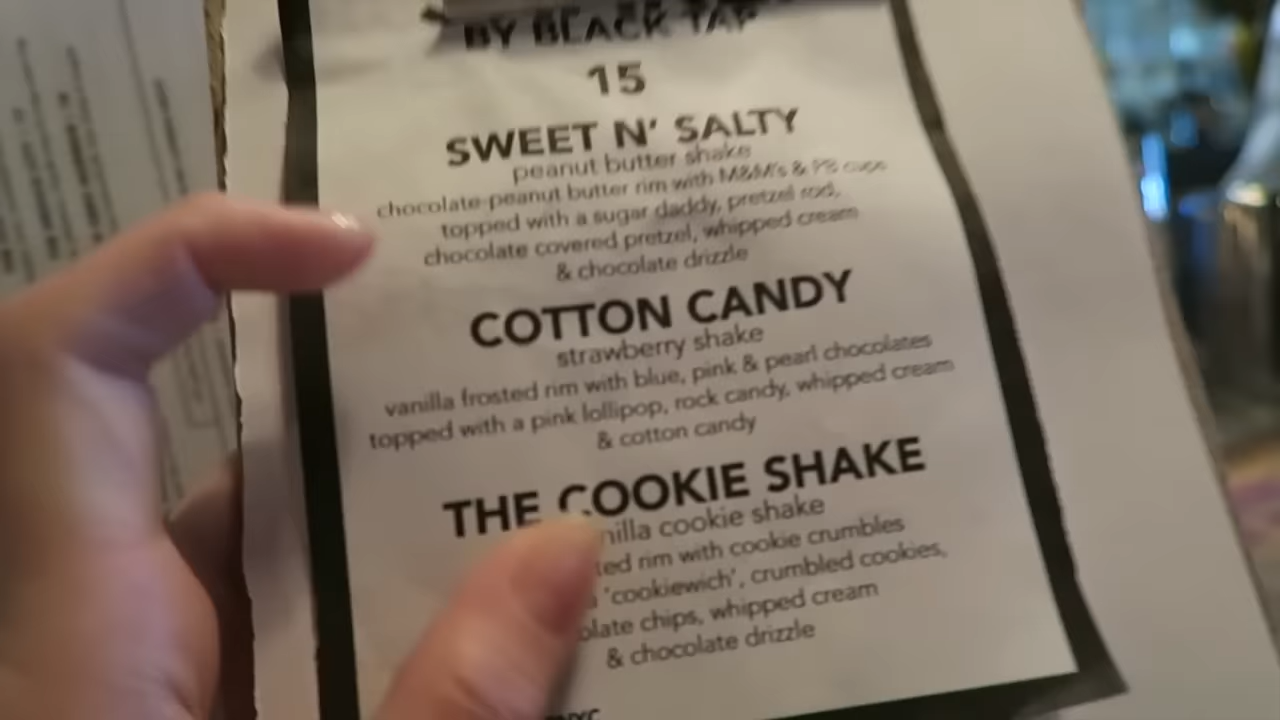 BY BLACK TAP
15
SWEET N' SALTY
peanut butter shake
chocolate-peanut butter rim with M&M's & PB cups
topped with a sugar daddy, pretzel rod,
chocolate covered pretzel, whipped cream
& chocolate drizzle
COTTON CANDY
strawberry shake
vanilla frosted rim with blue, pink & pearl chocolates
topped with a pink lollipop, rock candy, whipped cream
& cotton candy
THE COOKIE SHAKE
nilla cookie shake
ted rim with cookie crumbles
'cookiewich', crumbled cookies,
olate chips, whipped cream
& chocolate drizzle